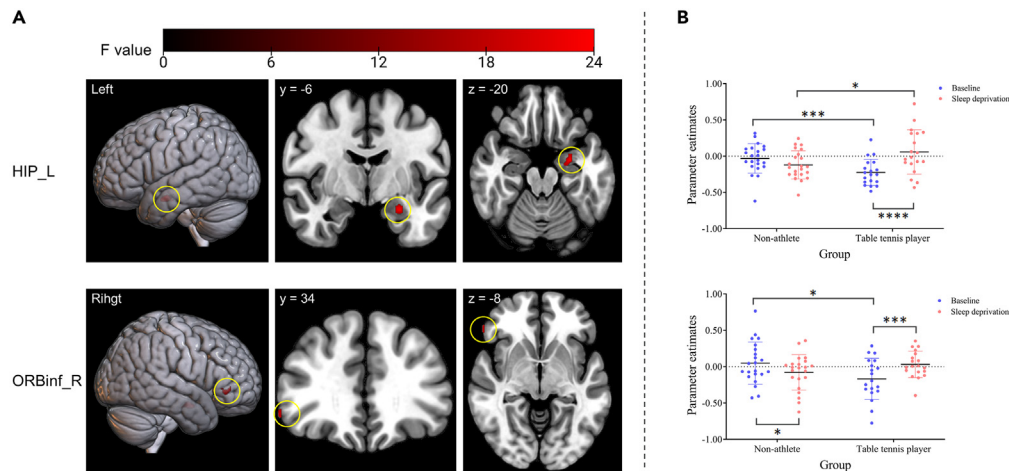 A
F value
0 6 12 18 24
HIP_L
Left
y = -6
z = -20
ORBinf_R
Rihgt
y = 34
z = -8
B
1.00
0.50
0.00
-0.50
-1.00
Parameter eatimates
*
***
****
Baseline
Sleep deprivation
Non-athlete
Table tennis player
Group
1.00
0.50
0.00
-0.50
-1.00
Parameter eatimates
*
***
*
Baseline
Sleep deprivation
Non-athlete
Table tennis player
Group